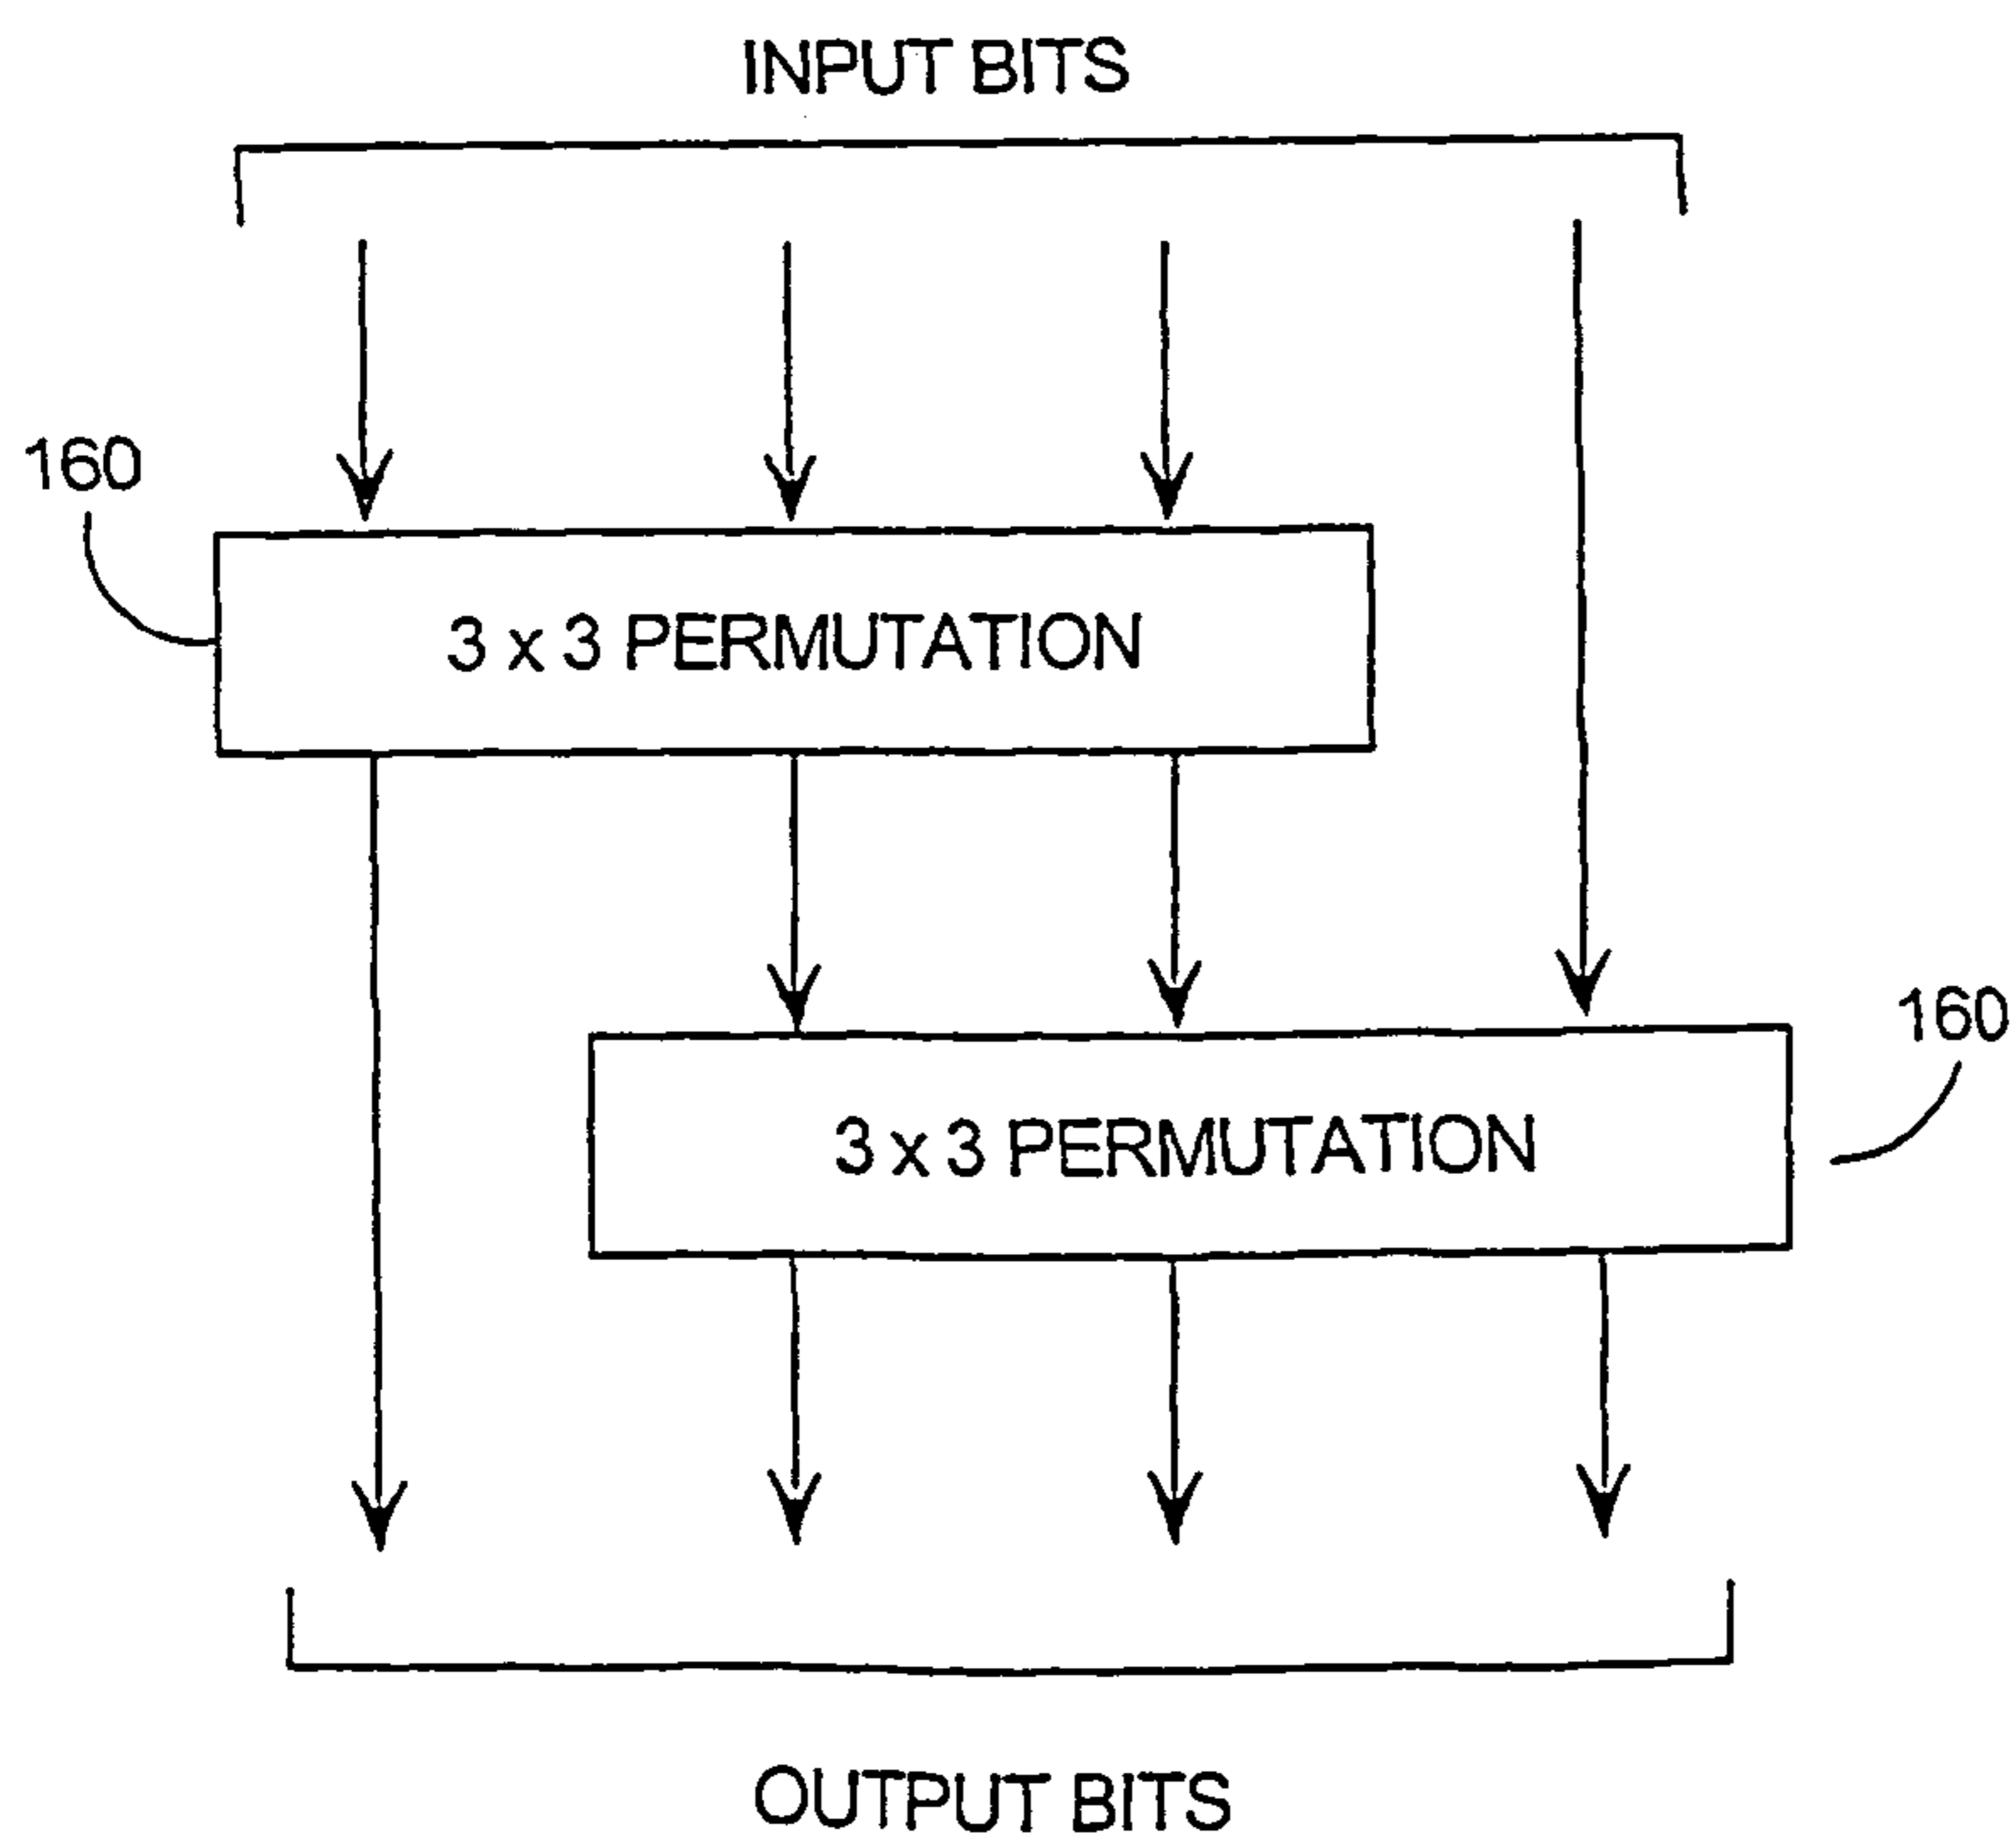 INPUT BITS
160
3 x 3 PERMUTATION
160
3 x 3 PERMUTATION
OUTPUT BITS